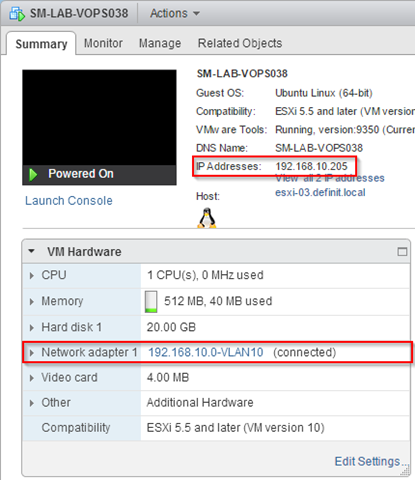 SM-LAB-VOPS038 Actions
Summary Monitor Manage Related Objects
SM-LAB-VOPS038
Guest OS: Ubuntu Linux (64-bit)
Compatibility: ESXi 5.5 and later (VM version
VMware Tools: Running, version:9350 (Curre
DNS Name: SM-LAB-VOPS038
IP Addresses: 192.168.10.205
View all 2 IP addresses
Host: esxi-03.definit.local
Powered On
Launch Console
VM Hardware
CPU 1 CPU(s), 0 MHz used
Memory 512 MB, 40 MB used
Hard disk 1 20.00 GB
Network adapter 1 192.168.10.0-VLAN10 (connected)
Video card 4.00 MB
Other Additional Hardware
Compatibility ESXi 5.5 and later (VM version 10)
Edit Settings...